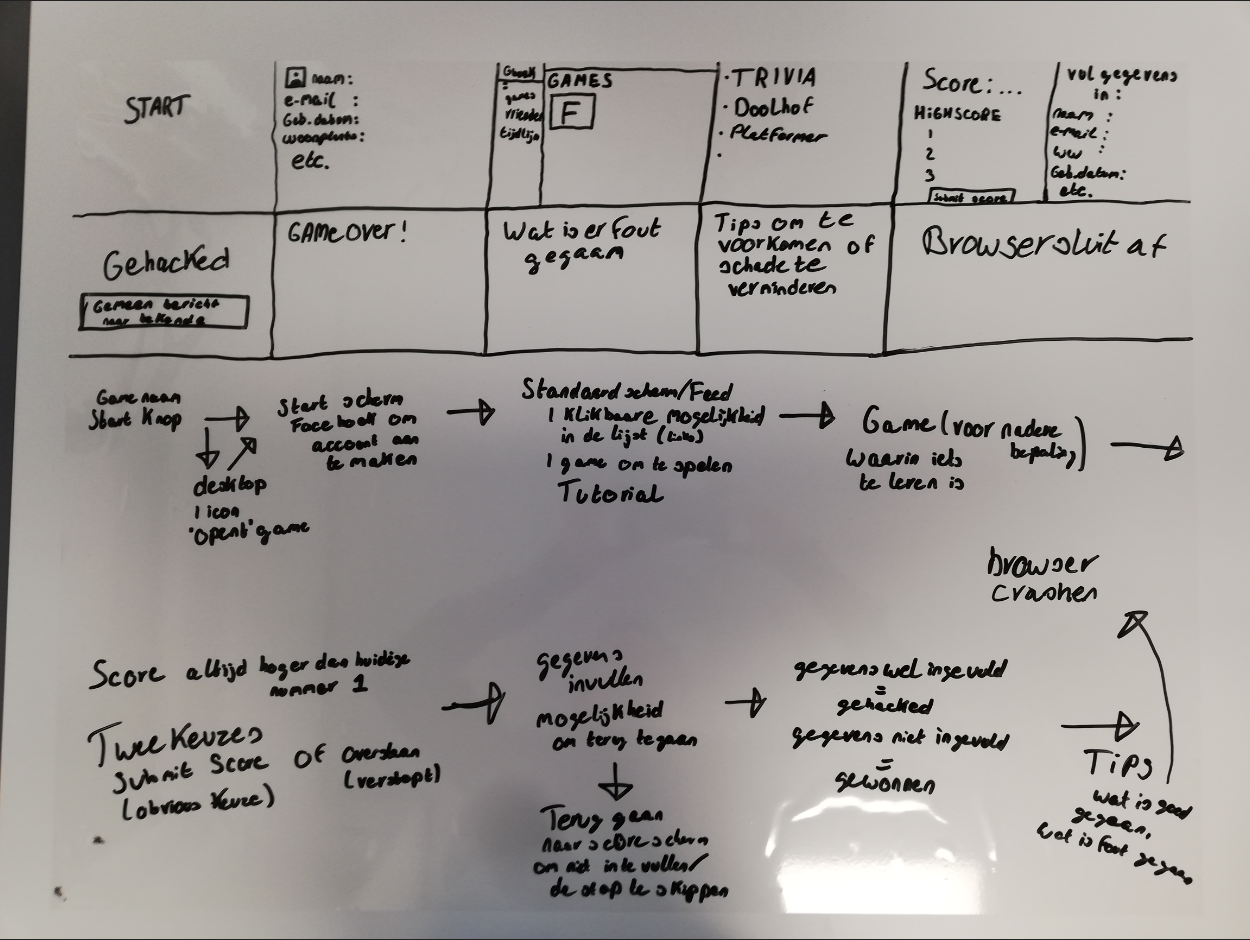 START
naam:
e-mail :
Geb. datum:
woonplaats:
etc.
games
vrienden
tijdlijn
GAMES
F
· TRIVIA
· Doolhof
· Platformer
·
Score:...
HIGHSCORE
1
2
3
Submit score
vul gegevens
in :
naam :
e-mail :
ww :
Geb.datum:
etc.
Gehacked
Gemeen bericht
naar bekende
GAMEOVER!
Wat is er fout
gegaan
Tips om te
voorkomen of
schade te
verminderen
Browser sluit af
Game naam
Start Knop
desktop
1 icon
"opent" game
Start scherm
Facebook om
account aan
te maken
Standaard scherm/Feed
1 Klikbaare mogelijkheid
in de lijst (links)
1 game om te spelen
Tutorial
Game (voor nadere
bepaling)
waarin iets
te leren is
Browser
crashen
Score altijd hoger dan huidige
nummer 1
Twee Keuzes
Submit Score of overslaan
(obvious Keuze) (verstopt)
gegevens
invullen
mogelijkheid
om terug te gaan
Terug gaan
naar score scherm
om niet in te vullen/
de stap te skippen
gegevens wel ingevuld
=
gehacked
gegevens niet ingevuld
=
gewonnen
Tips
wat is goed
gegaan,
wat is fout gegaan